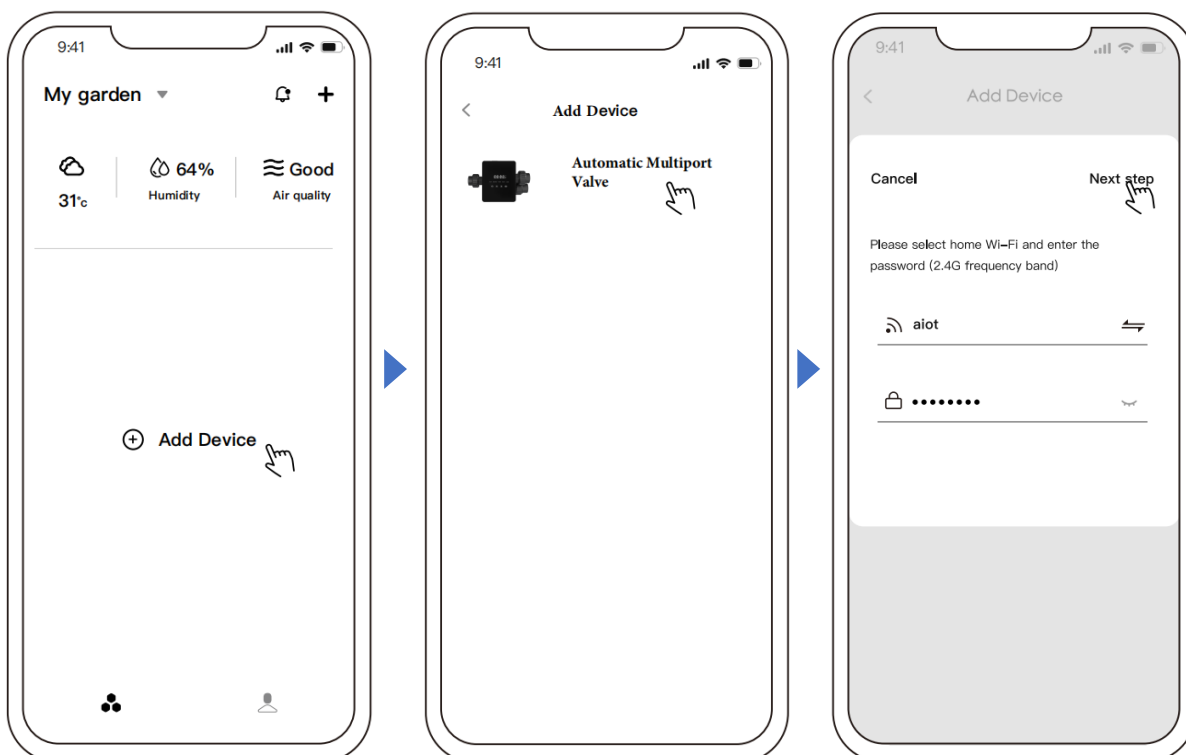 9:41
My garden
31°c
64%
Humidity
Good
Air quality
Add Device
9:41
Add Device
Automatic Multiport
Valve
9:41
Add Device
Cancel
Next step
Please select home Wi-Fi and enter the
password (2.4G frequency band)
aiot
••••••••